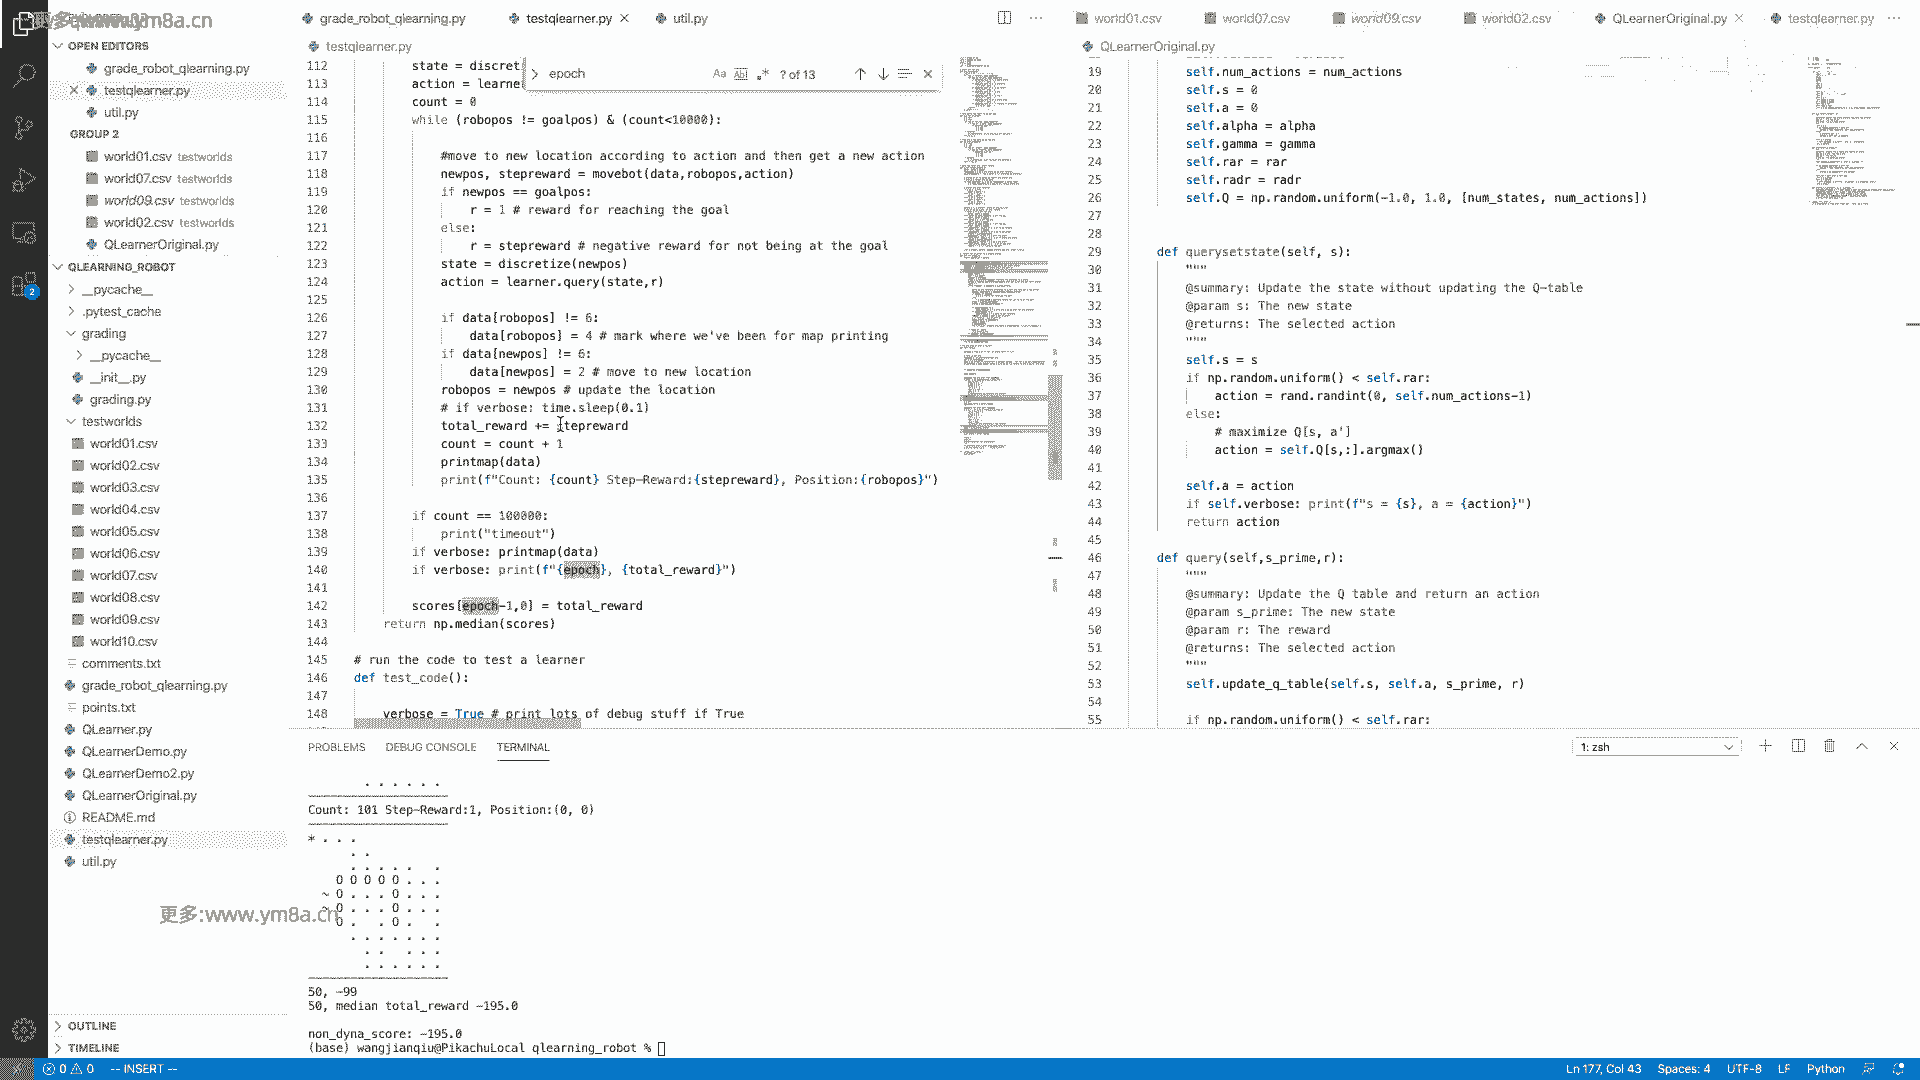 grade_robot_qlearning.py testqlearner.py util.py world01.csv world07.csv world09.csv world02.csv QLearnerOriginal.py testqlearner.py
OPEN EDITORS
grade_robot_qlearning.py
testqlearner.py
util.py
GROUP 2
world01.csv testworlds
world07.csv testworlds
world09.csv testworlds
world02.csv testworlds
QLearnerOriginal.py
QLEARNING_ROBOT
__pycache__
.pytest_cache
grading
__pycache__
__init__.py
grading.py
testworlds
world01.csv
world02.csv
world03.csv
world04.csv
world05.csv
world06.csv
world07.csv
world08.csv
world09.csv
world10.csv
comments.txt
grade_robot_qlearning.py
points.txt
QLearner.py
QLearnerDemo.py
QLearnerDemo2.py
QLearnerOriginal.py
README.md
testqlearner.py
util.py
更多:www.ym8a.cn
OUTLINE
TIMELINE
testqlearner.py
epoch Aa Abl .* ? of 13
112 state = discret
113 action = learne
114 count = 0
115 while (robopos != goalpos) & (count<10000):
116
117 #move to new location according to action and then get a new action
118 newpos, stepreward = movebot(data,robopos,action)
119 if newpos == goalpos:
120 r = 1 # reward for reaching the goal
121 else:
122 r = stepreward # negative reward for not being at the goal
123 state = discretize(newpos)
124 action = learner.query(state,r)
125
126 if data[robopos] != 6:
127 data[robopos] = 4 # mark where we've been for map printing
128 if data[newpos] != 6:
129 data[newpos] = 2 # move to new location
130 robopos = newpos # update the location
131 # if verbose: time.sleep(0.1)
132 total_reward += stepreward
133 count = count + 1
134 printmap(data)
135 print(f"Count: {count} Step-Reward:{stepreward}, Position:{robopos}")
136
137 if count == 100000:
138 print("timeout")
139 if verbose: printmap(data)
140 if verbose: print(f"{epoch}, {total_reward}")
141
142 scores[epoch-1,0] = total_reward
143 return np.median(scores)
144
145 # run the code to test a learner
146 def test_code():
147
148 verbose = True # print lots of debug stuff if True
QLearnerOriginal.py
19 self.num_actions = num_actions
20 self.s = 0
21 self.a = 0
22 self.alpha = alpha
23 self.gamma = gamma
24 self.rar = rar
25 self.radr = radr
26 self.Q = np.random.uniform(-1.0, 1.0, [num_states, num_actions])
27
28
29 def querysetstate(self, s):
30 """
31 @summary: Update the state without updating the Q-table
32 @param s: The new state
33 @returns: The selected action
34 """
35 self.s = s
36 if np.random.uniform() < self.rar:
37 action = rand.randint(0, self.num_actions-1)
38 else:
39 # maximize Q[s, a']
40 action = self.Q[s,:].argmax()
41
42 self.a = action
43 if self.verbose: print(f"s = {s}, a = {action}")
44 return action
45
46 def query(self,s_prime,r):
47 """
48 @summary: Update the Q table and return an action
49 @param s_prime: The new state
50 @param r: The reward
51 @returns: The selected action
52 """
53 self.update_q_table(self.s, self.a, s_prime, r)
54
55 if np.random.uniform() < self.rar:
PROBLEMS DEBUG CONSOLE TERMINAL 1: zsh
. . . . . .
Count: 101 Step-Reward:1, Position:(0, 0)
* . . .
. .
. . . . . .
O O O O O . . .
~ O . . . O . . .
~ O . . . O . . .
O . . O . .
. . . . . . .
. . . . .
. . . . . .
50, -99
50, median total_reward -195.0
non_dyna_score: -195.0
(base) wangjianqiu@PikachuLocal qlearning_robot %
0 0 -- INSERT -- Ln 177, Col 43 Spaces: 4 UTF-8 LF Python